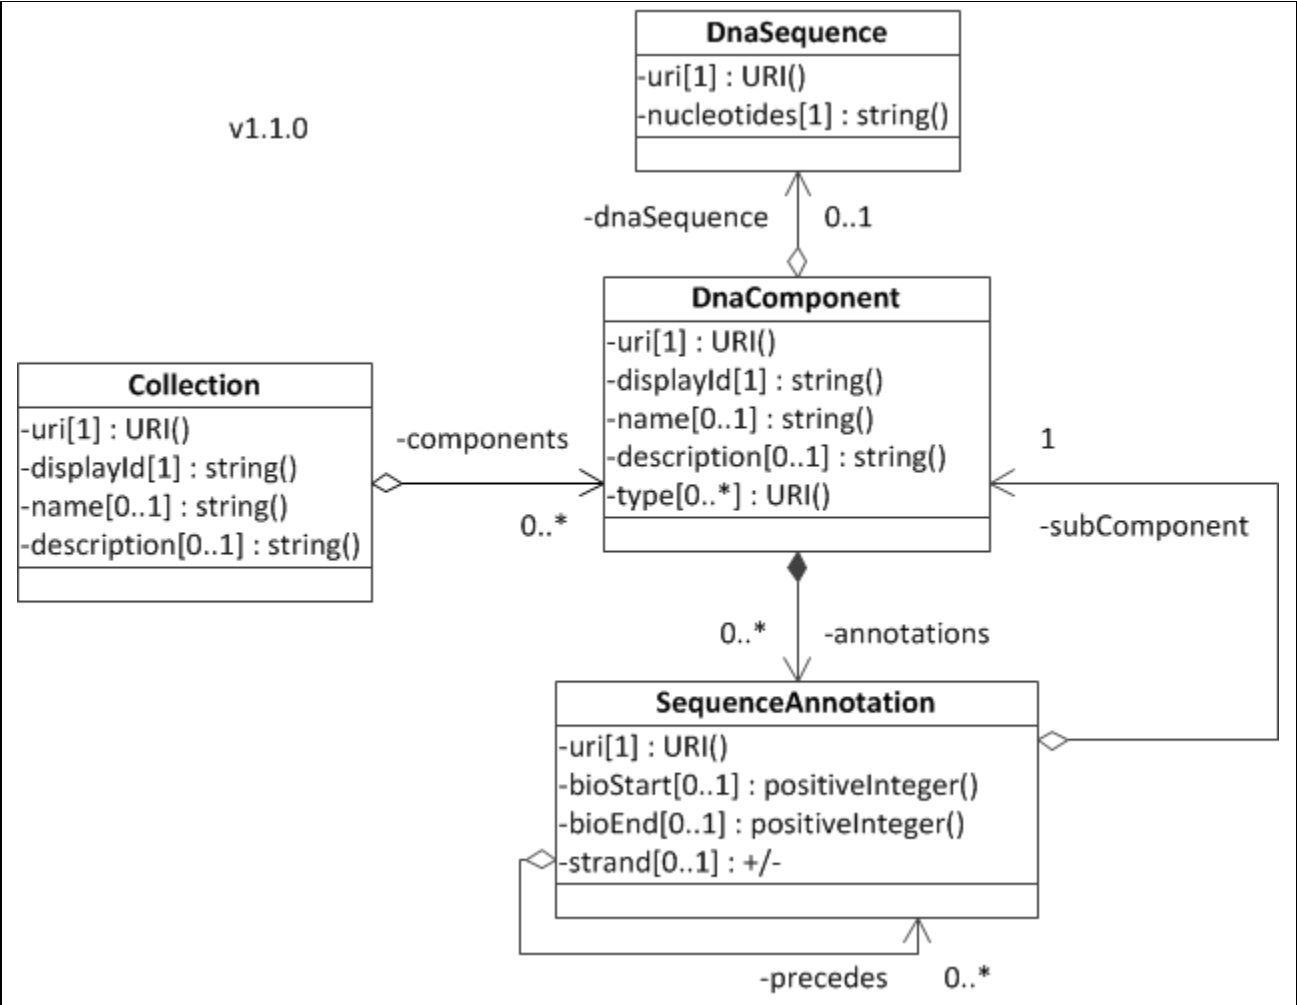 DnaSequence
-uri[1] : URI()
-nucleotides[1] : string()
v1.1.0
-dnaSequence
0..1
DnaComponent
-uri[1] : URI()
-displayId[1] : string()
-name[0..1] : string()
-description[0..1] : string()
-type[0..*] : URI()
Collection
-uri[1] : URI()
-displayId[1] : string()
-name[0..1] : string()
-description[0..1] : string()
-components
0..*
1
-subComponent
0..*
-annotations
SequenceAnnotation
-uri[1] : URI()
-bioStart[0..1] : positiveInteger()
-bioEnd[0..1] : positiveInteger()
-strand[0..1] : +/-
-precedes
0..*